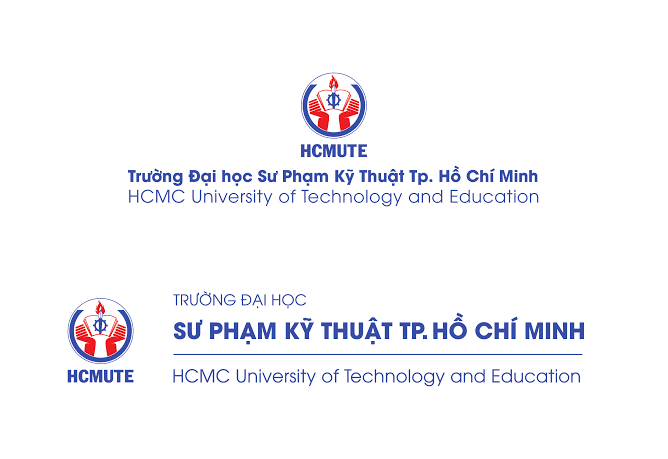 HCMUTE
Trường Đại học Sư Phạm Kỹ Thuật Tp. Hồ Chí Minh
HCMC University of Technology and Education
TRƯỜNG ĐẠI HỌC
SƯ PHẠM KỸ THUẬT TP. HỒ CHÍ MINH
HCMUTE
HCMC University of Technology and Education